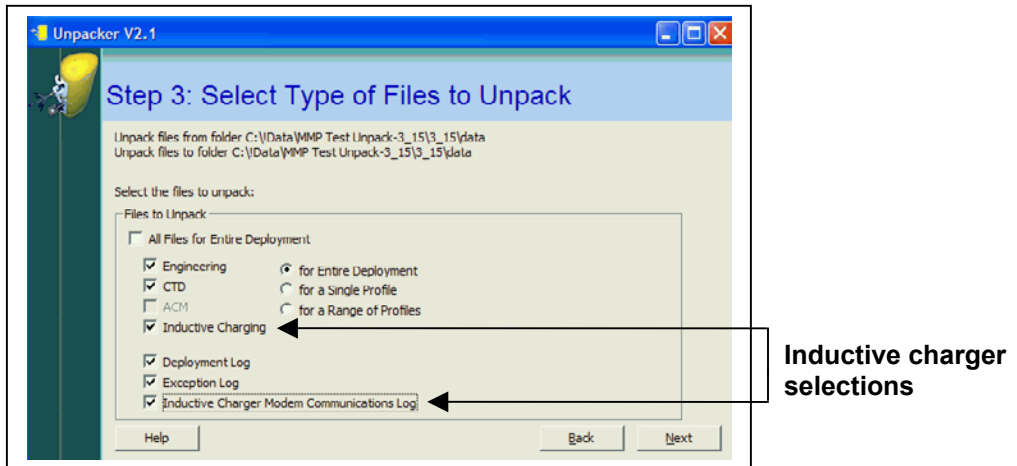 Unpacker V2.1
Step 3: Select Type of Files to Unpack
Unpack files from folder C:\!Data\MMP Test Unpack-3_15\3_15\data
Unpack files to folder C:\!Data\MMP Test Unpack-3_15\3_15\data
Select the files to unpack:
Files to Unpack
All Files for Entire Deployment
Engineering
for Entire Deployment
CTD
for a Single Profile
ACM
for a Range of Profiles
Inductive Charging
Deployment Log
Exception Log
Inductive Charger Modem Communications Log
Inductive charger
selections
Help
Back
Next